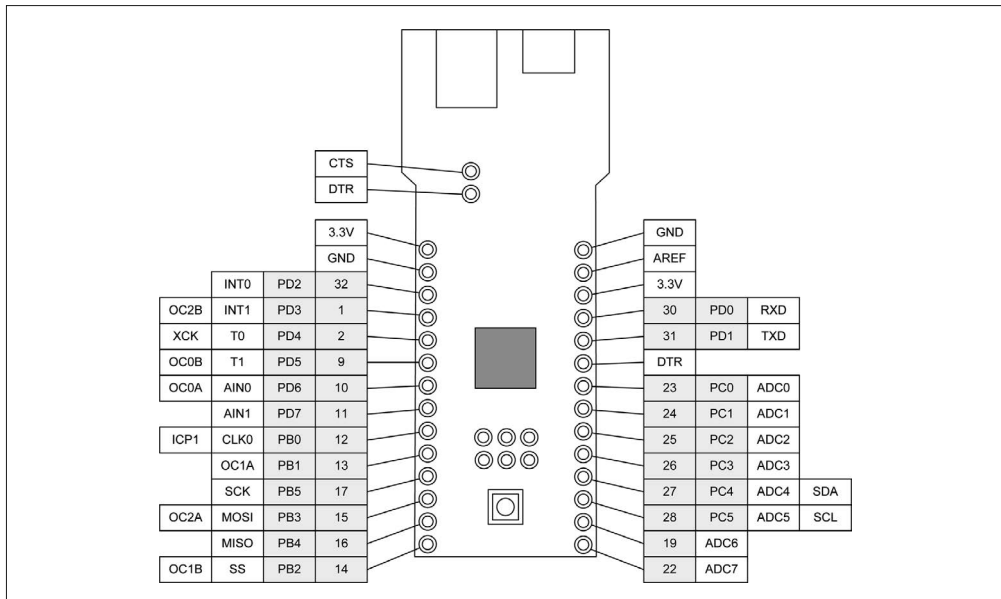 CTS
DTR
3.3V
GND
INT0 PD2 32
OC2B INT1 PD3 1
XCK T0 PD4 2
OC0B T1 PD5 9
OC0A AIN0 PD6 10
AIN1 PD7 11
ICP1 CLK0 PB0 12
OC1A PB1 13
SCK PB5 17
OC2A MOSI PB3 15
MISO PB4 16
OC1B SS PB2 14
GND
AREF
3.3V
30 PD0 RXD
31 PD1 TXD
DTR
23 PC0 ADC0
24 PC1 ADC1
25 PC2 ADC2
26 PC3 ADC3
27 PC4 ADC4 SDA
28 PC5 ADC5 SCL
19 ADC6
22 ADC7